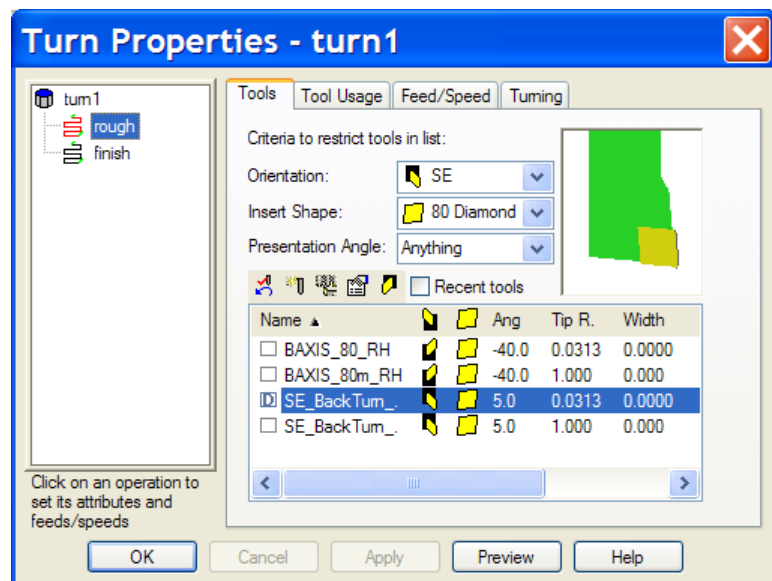 Turn Properties - turn1
turn1
rough
finish
Click on an operation to
set its attributes and
feeds/speeds
Tools Tool Usage Feed/Speed Turning
Criteria to restrict tools in list:
Orientation: SE
Insert Shape: 80 Diamond
Presentation Angle: Anything
Recent tools
Name Ang Tip R. Width
BAXIS_80_RH -40.0 0.0313 0.0000
BAXIS_80m_RH -40.0 1.000 0.000
D SE_BackTurn_. 5.0 0.0313 0.0000
SE_BackTurn_. 5.0 1.000 0.000
OK Cancel Apply Preview Help